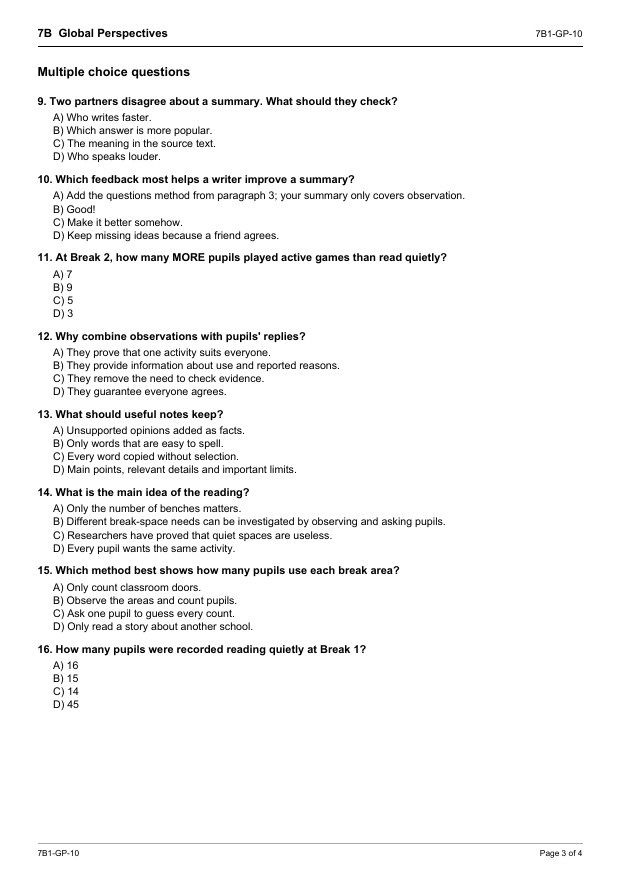 7B Global Perspectives
7B1-GP-10
Multiple choice questions
9. Two partners disagree about a summary. What should they check?
A) Who writes faster.
B) Which answer is more popular.
C) The meaning in the source text.
D) Who speaks louder.
10. Which feedback most helps a writer improve a summary?
A) Add the questions method from paragraph 3; your summary only covers observation.
B) Good!
C) Make it better somehow.
D) Keep missing ideas because a friend agrees.
11. At Break 2, how many MORE pupils played active games than read quietly?
A) 7
B) 9
C) 5
D) 3
12. Why combine observations with pupils' replies?
A) They prove that one activity suits everyone.
B) They provide information about use and reported reasons.
C) They remove the need to check evidence.
D) They guarantee everyone agrees.
13. What should useful notes keep?
A) Unsupported opinions added as facts.
B) Only words that are easy to spell.
C) Every word copied without selection.
D) Main points, relevant details and important limits.
14. What is the main idea of the reading?
A) Only the number of benches matters.
B) Different break-space needs can be investigated by observing and asking pupils.
C) Researchers have proved that quiet spaces are useless.
D) Every pupil wants the same activity.
15. Which method best shows how many pupils use each break area?
A) Only count classroom doors.
B) Observe the areas and count pupils.
C) Ask one pupil to guess every count.
D) Only read a story about another school.
16. How many pupils were recorded reading quietly at Break 1?
A) 16
B) 15
C) 14
D) 45
7B1-GP-10
Page 3 of 4